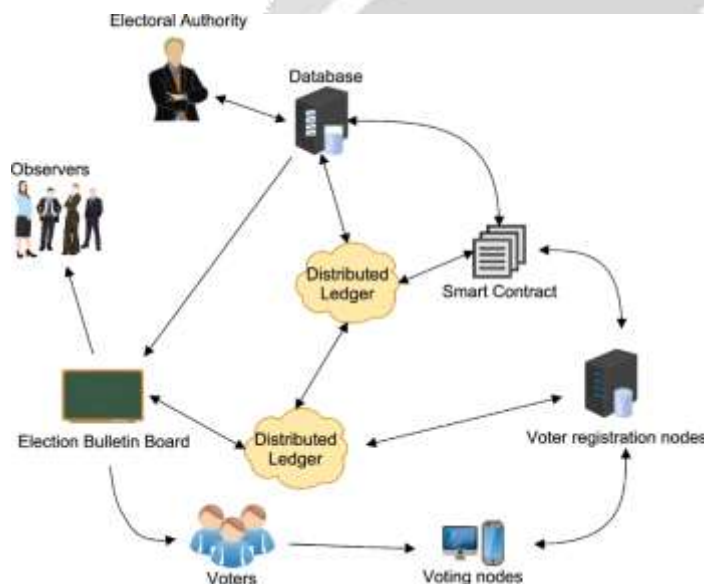 Electoral Authority
Database
Observers
Distributed
Ledger
Smart Contract
Election Bulletin Board
Distributed
Ledger
Voter registration nodes
Voters
Voting nodes